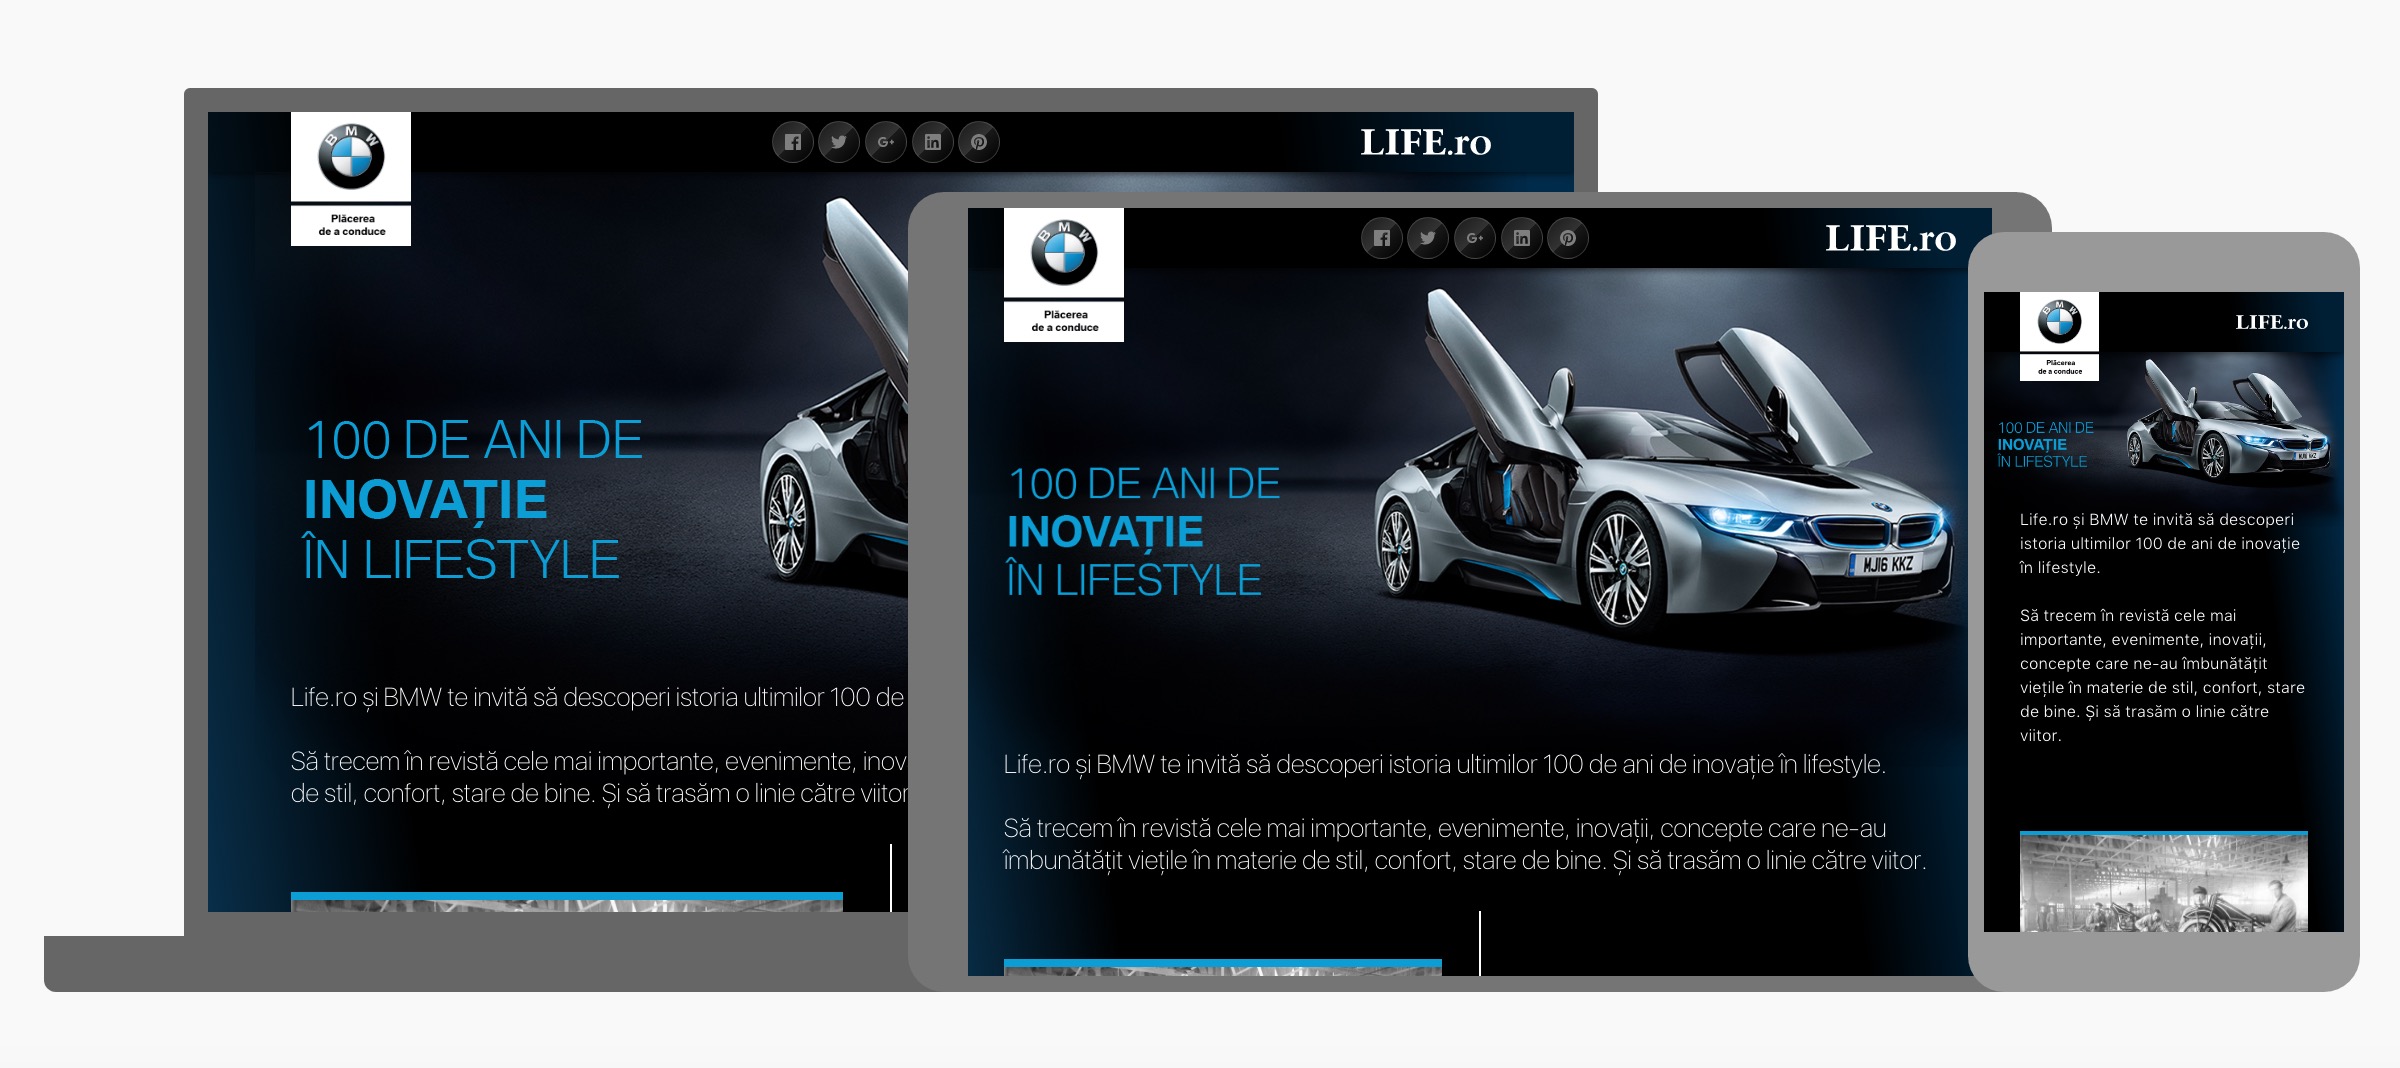 BMW
LIFE.ro
Plăcerea
de a conduce
100 DE ANI DE
INOVAȚIE
ÎN LIFESTYLE
Life.ro și BMW te invită să descoperi istoria ultimilor 100 de
Să trecem în revistă cele mai importante, evenimente, inov
de stil, confort, stare de bine. Și să trasăm o linie către viitor
BMW
LIFE.ro
Plăcerea
de a conduce
100 DE ANI DE
INOVAȚIE
ÎN LIFESTYLE
MJ16 KKZ
Life.ro și BMW te invită să descoperi istoria ultimilor 100 de ani de inovație în lifestyle.
Să trecem în revistă cele mai importante, evenimente, inovații, concepte care ne-au
îmbunătățit viețile în materie de stil, confort, stare de bine. Și să trasăm o linie către viitor.
BMW
LIFE.ro
Plăcerea
de a conduce
100 DE ANI DE
INOVAȚIE
ÎN LIFESTYLE
MJ16 KKZ
Life.ro și BMW te invită să descoperi
istoria ultimilor 100 de ani de inovație
în lifestyle.
Să trecem în revistă cele mai
importante, evenimente, inovații,
concepte care ne-au îmbunătățit
viețile în materie de stil, confort, stare
de bine. Și să trasăm o linie către
viitor.